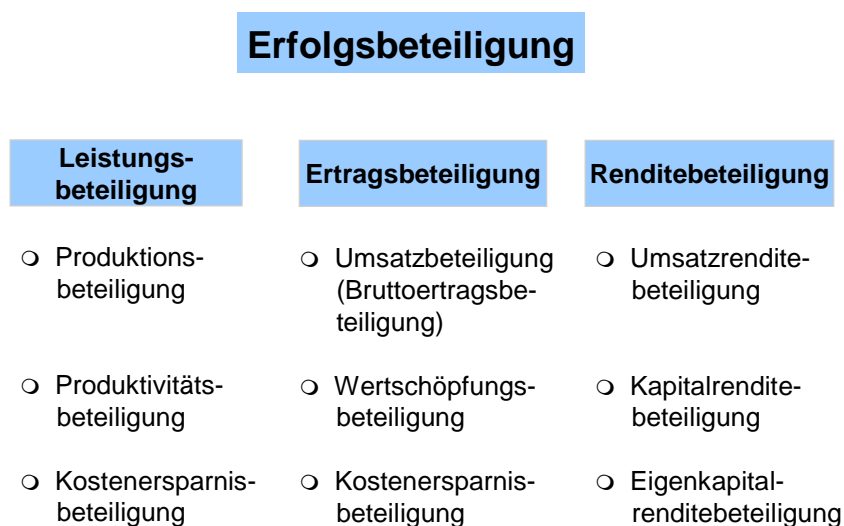 Erfolgsbeteiligung
Leistungs-
beteiligung
Ertragsbeteiligung
Renditebeteiligung
Produktions-
beteiligung
Produktivitäts-
beteiligung
Kostenersparnis-
beteiligung
Umsatzbeteiligung
(Bruttoertragsbe-
teiligung)
Wertschöpfungs-
beteiligung
Kostenersparnis-
beteiligung
Umsatzrendite-
beteiligung
Kapitalrendite-
beteiligung
Eigenkapital-
renditebeteiligung